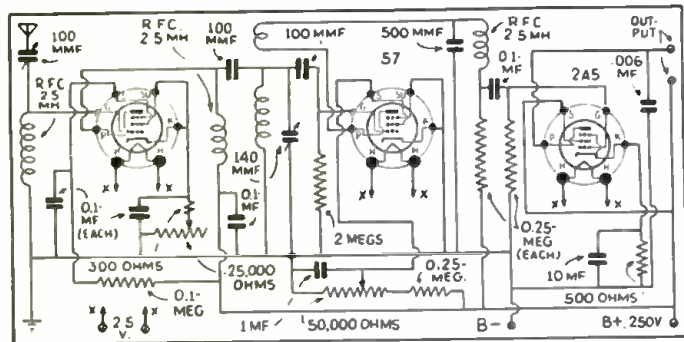 100 MMF
R.F.C.
2.5 MH
100 MMF
100 MMF
500 MMF
57
R.F.C.
2.5 MH
0.1-
MF
2A5
OUT-
PUT
.006
MF
R.F.C.
2.5
MH
140
MMF
0.1-
MF
(EACH)
0.1-
MF
2 MEGS
0.25-
MEG
(EACH)
300 OHMS
25,000
OHMS
0.1-
MEG
0.25-
MEG.
10 MF
500 OHMS
1 MF
50,000 OHMS
X X
X X
X X
X X
2.5
V.
B-
B+, 250V
P
G
K
H H
H H
H H